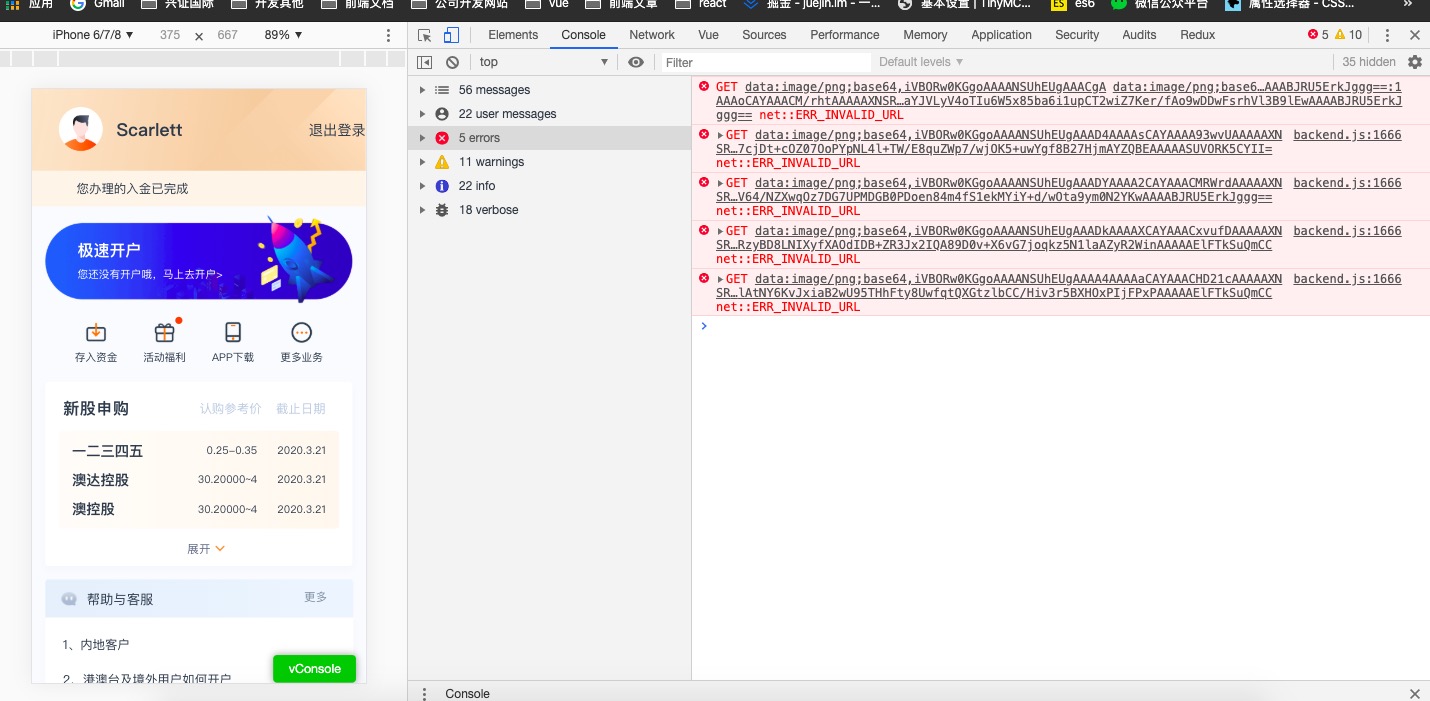 应用 Gmail 兴证国际 开发其他 前端文档 公司开发网站 vue 前端文章 react 掘金 - juejin.im - 一... 基本设置 | TinyMC... ES es6 微信公众平台 属性选择器 - CSS... »
iPhone 6/7/8 ▼ 375 × 667 89% ▼
Elements Console Network Vue Sources Performance Memory Application Security Audits Redux 5 10
top ▼ Filter Default levels ▼ 35 hidden
Scarlett 退出登录
您办理的入金已完成
极速开户
您还没有开户哦，马上去开户>
存入资金 活动福利 APP下载 更多业务
新股申购 认购参考价 截止日期
一二三四五 0.25-0.35 2020.3.21
澳达控股 30.20000~4 2020.3.21
澳控股 30.20000~4 2020.3.21
展开
帮助与客服 更多
1、内地客户
2、港澳台及境外用户如何开户
vConsole
56 messages
22 user messages
5 errors
11 warnings
22 info
18 verbose
GET data:image/png;base64,iVBORw0KGgoAAAANSUhEUgAAACgA data:image/png;base6…AAABJRU5ErkJggg==:1
AAAoCAYAAACM/rhtAAAAAXNSR…aYJVLyV4oTIu6W5x85ba6i1upCT2wiZ7Ker/fAo9wDDwFsrhVl3B9lEwAAAABJRU5ErkJ
ggg== net::ERR_INVALID_URL
GET data:image/png;base64,iVBORw0KGgoAAAANSUhEUgAAAD4AAAAsCAYAAAA93wvUAAAAAXN backend.js:1666
SR…7cjDt+cOZ07OoPYpNL4l+TW/E8quZWp7/wjOK5+uwYgf8B27HjmAYZQBEAAAAASUVORK5CYII=
net::ERR_INVALID_URL
GET data:image/png;base64,iVBORw0KGgoAAAANSUhEUgAAADYAAAA2CAYAAACMRWrdAAAAAXN backend.js:1666
SR…V64/NZXwqOz7DG7UPMDGB0PDoen84m4fS1ekMYiY+d/wOta9ym0N2YKwAAAABJRU5ErkJggg==
net::ERR_INVALID_URL
GET data:image/png;base64,iVBORw0KGgoAAAANSUhEUgAAADkAAAAXCAYAAACxvufDAAAAAXN backend.js:1666
SR…RzyBD8LNIXyfXAOdIDB+ZR3Jx2IQA89D0v+X6vG7joqkz5N1laAZyR2WinAAAAAElFTkSuQmCC
net::ERR_INVALID_URL
GET data:image/png;base64,iVBORw0KGgoAAAANSUhEUgAAAA4AAAAaCAYAAACHD21cAAAAAXN backend.js:1666
SR…lAtNY6KvJxiaB2wU95THhFty8UwfqtQXGtzlbCC/Hiv3r5BXHOxPIjFPxPAAAAAElFTkSuQmCC
net::ERR_INVALID_URL
Console